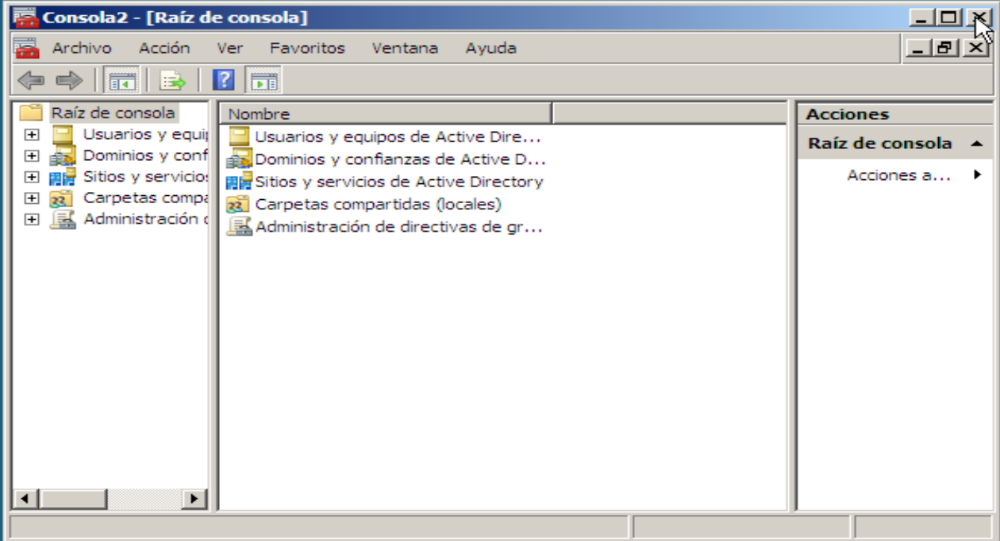 Consola2 - [Raíz de consola]
Archivo Acción Ver Favoritos Ventana Ayuda
Raíz de consola
Usuarios y equip
Dominios y conf
Sitios y servicios
Carpetas compa
Administración
Nombre
Usuarios y equipos de Active Dire...
Dominios y confianzas de Active D...
Sitios y servicios de Active Directory
Carpetas compartidas (locales)
Administración de directivas de gr...
Acciones
Raíz de consola
Acciones a...